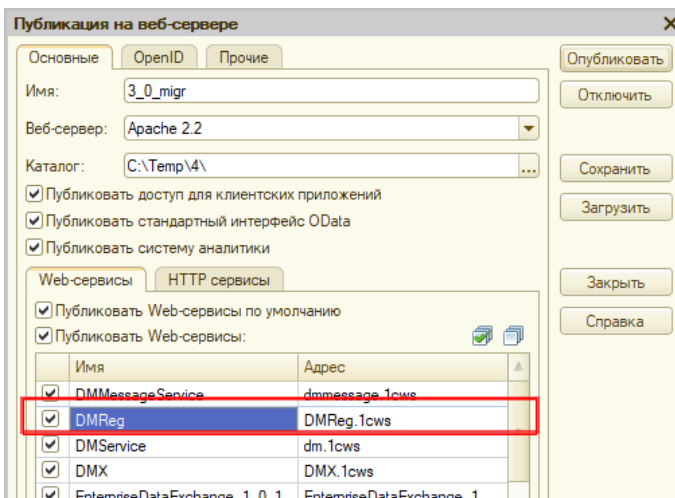 Публикация на веб-сервере
Основные OpenID Прочие
Опубликовать
Имя: 3_0_migr
Отключить
Веб-сервер: Apache 2.2
Каталог: C:\Temp\4\ ...
Сохранить
Публиковать доступ для клиентских приложений
Загрузить
Публиковать стандартный интерфейс OData
Публиковать систему аналитики
Web-сервисы HTTP сервисы
Закрыть
Публиковать Web-сервисы по умолчанию
Справка
Публиковать Web-сервисы:
Имя Адрес
DMMessageService dmmessage.1cws
DMReg DMReg.1cws
DMService dm.1cws
DMX DMX.1cws
EnterpriseDataExchange_1_0_1 EnterpriseDataExchange_1